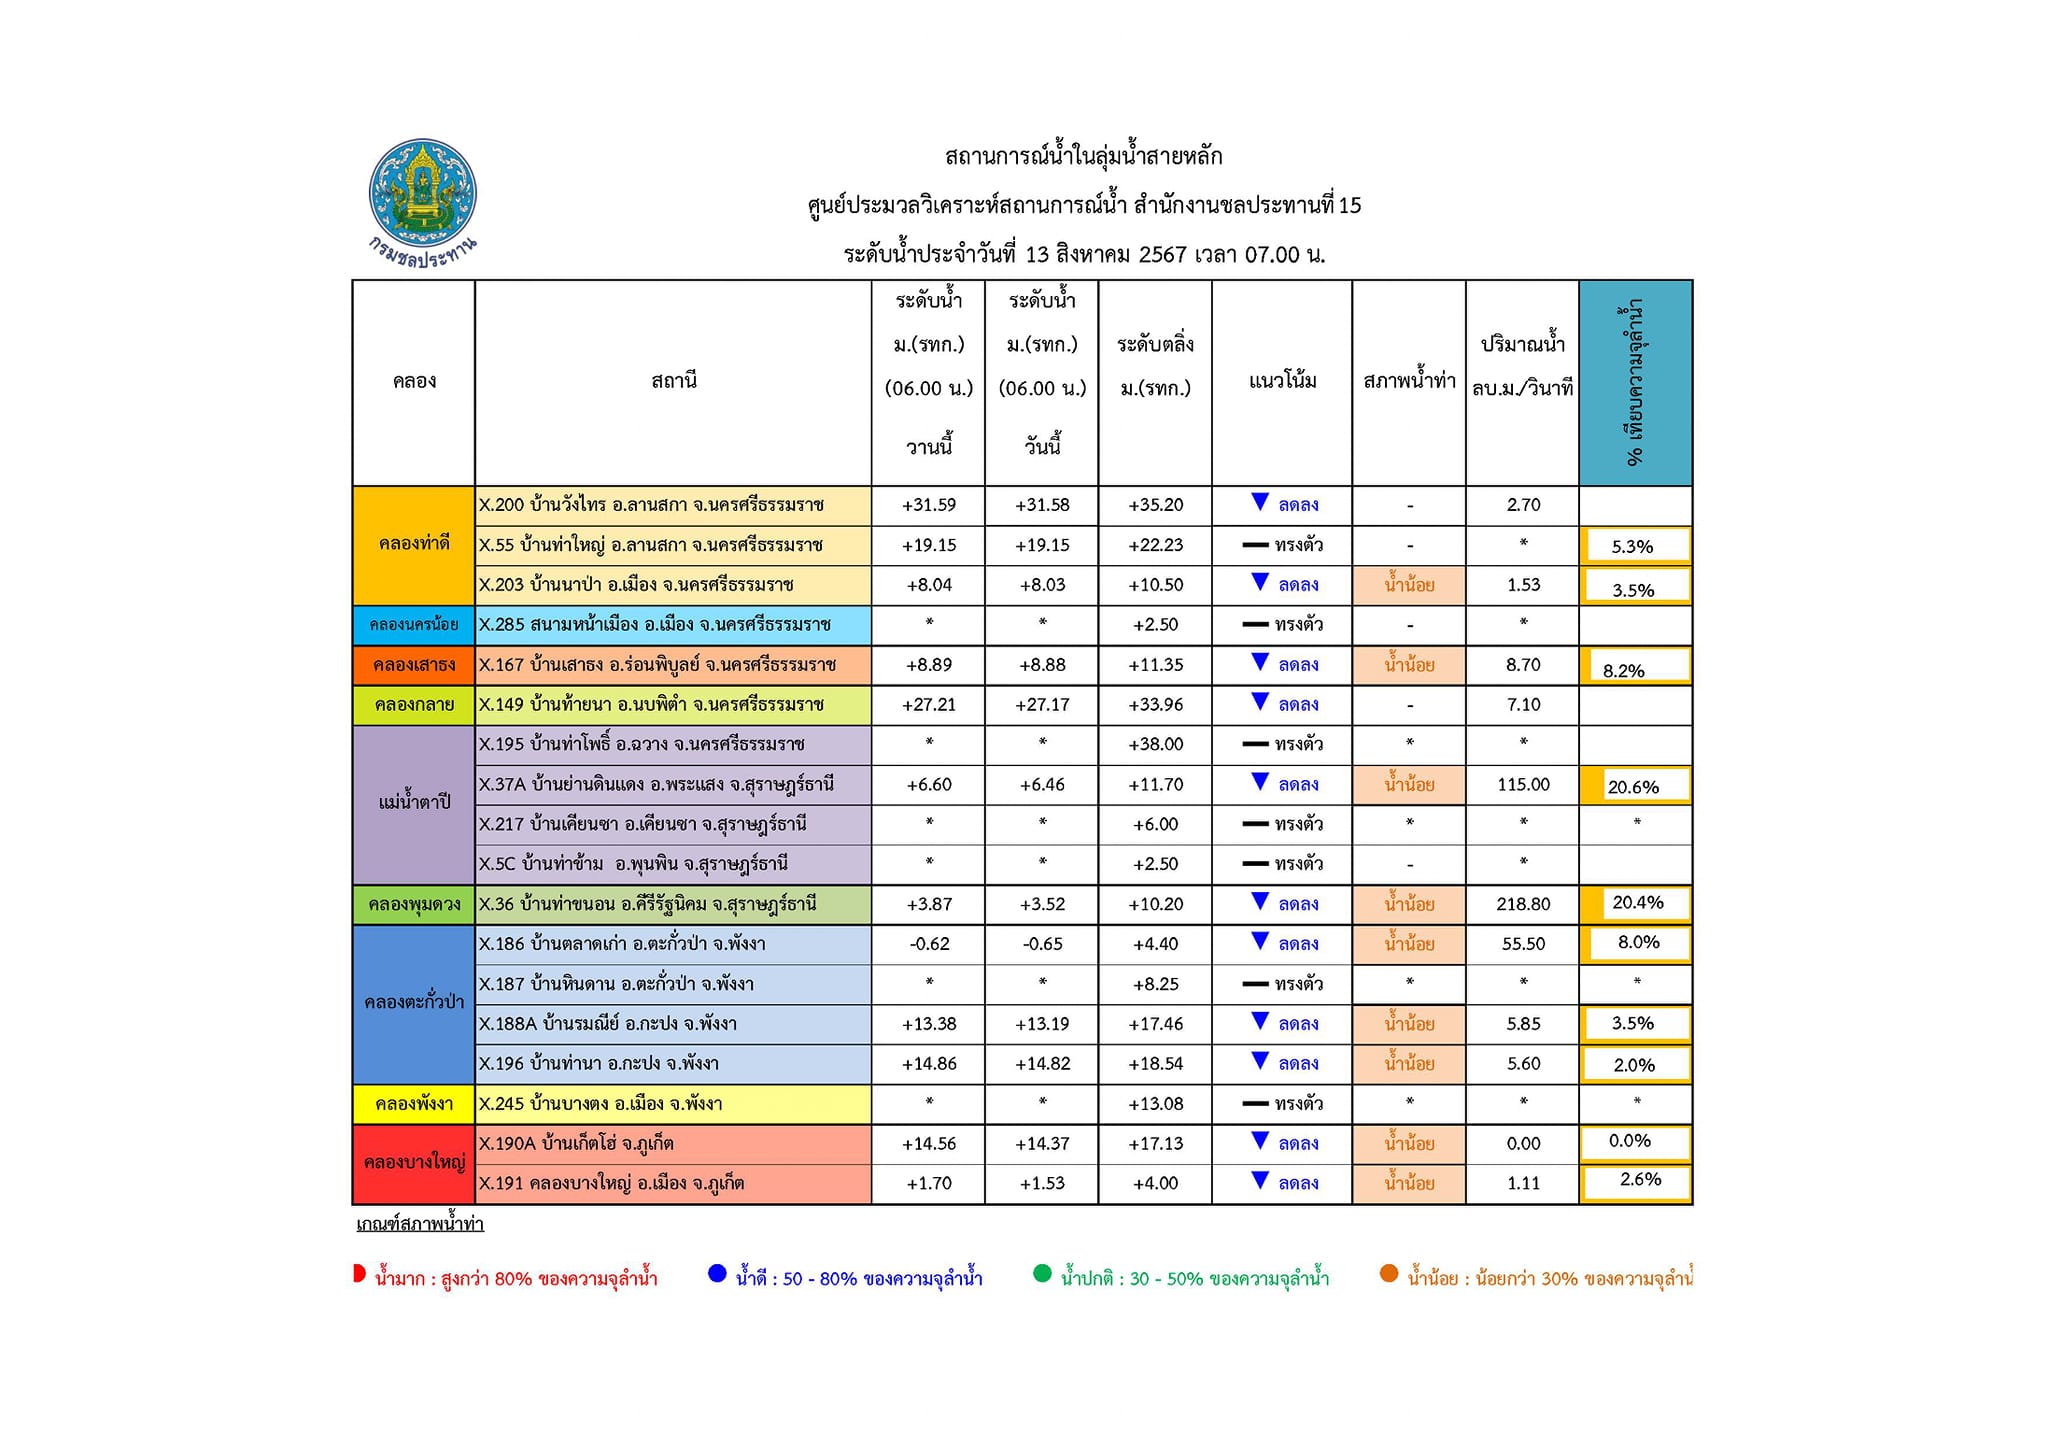 กรมชลประทาน
สถานการณ์น้ำในลุ่มน้ำสายหลัก
ศูนย์ประมวลวิเคราะห์สถานการณ์น้ำ สำนักงานชลประทานที่ 15
ระดับน้ำประจำวันที่ 13 สิงหาคม 2567 เวลา 07.00 น.
คลอง สถานี ระดับน้ำ ม.(รทก.) (06.00 น.) วานนี้ ระดับน้ำ ม.(รทก.) (06.00 น.) วันนี้ ระดับตลิ่ง ม.(รทก.) แนวโน้ม สภาพน้ำท่า ปริมาณน้ำ ลบ.ม./วินาที % เทียบความจุลำน้ำ
คลองท่าดี X.200 บ้านวังไทร อ.ลานสกา จ.นครศรีธรรมราช +31.59 +31.58 +35.20 ▼ ลดลง - 2.70
X.55 บ้านท่าใหญ่ อ.ลานสกา จ.นครศรีธรรมราช +19.15 +19.15 +22.23 ทรงตัว - * 5.3%
X.203 บ้านนาป่า อ.เมือง จ.นครศรีธรรมราช +8.04 +8.03 +10.50 ▼ ลดลง น้ำน้อย 1.53 3.5%
คลองนครน้อย X.285 สนามหน้าเมือง อ.เมือง จ.นครศรีธรรมราช * * +2.50 ทรงตัว - *
คลองเสาธง X.167 บ้านเสาธง อ.ร่อนพิบูลย์ จ.นครศรีธรรมราช +8.89 +8.88 +11.35 ▼ ลดลง น้ำน้อย 8.70 8.2%
คลองกลาย X.149 บ้านท้ายนา อ.นบพิตำ จ.นครศรีธรรมราช +27.21 +27.17 +33.96 ▼ ลดลง - 7.10
แม่น้ำตาปี X.195 บ้านท่าโพธิ์ อ.ฉวาง จ.นครศรีธรรมราช * * +38.00 ทรงตัว * *
X.37A บ้านย่านดินแดง อ.พระแสง จ.สุราษฎร์ธานี +6.60 +6.46 +11.70 ▼ ลดลง น้ำน้อย 115.00 20.6%
X.217 บ้านเคียนซา อ.เคียนซา จ.สุราษฎร์ธานี * * +6.00 ทรงตัว * * *
X.5C บ้านท่าข้าม อ.พุนพิน จ.สุราษฎร์ธานี * * +2.50 ทรงตัว - *
คลองพุมดวง X.36 บ้านท่าขนอน อ.คีรีรัฐนิคม จ.สุราษฎร์ธานี +3.87 +3.52 +10.20 ▼ ลดลง น้ำน้อย 218.80 20.4%
คลองตะกั่วป่า X.186 บ้านตลาดเก่า อ.ตะกั่วป่า จ.พังงา -0.62 -0.65 +4.40 ▼ ลดลง น้ำน้อย 55.50 8.0%
X.187 บ้านหินดาน อ.ตะกั่วป่า จ.พังงา * * +8.25 ทรงตัว * * *
X.188A บ้านรมณีย์ อ.กะปง จ.พังงา +13.38 +13.19 +17.46 ▼ ลดลง น้ำน้อย 5.85 3.5%
X.196 บ้านท่านา อ.กะปง จ.พังงา +14.86 +14.82 +18.54 ▼ ลดลง น้ำน้อย 5.60 2.0%
คลองพังงา X.245 บ้านบางตง อ.เมือง จ.พังงา * * +13.08 ทรงตัว * * *
คลองบางใหญ่ X.190A บ้านเก็ตโฮ่ จ.ภูเก็ต +14.56 +14.37 +17.13 ▼ ลดลง น้ำน้อย 0.00 0.0%
X.191 คลองบางใหญ่ อ.เมือง จ.ภูเก็ต +1.70 +1.53 +4.00 ▼ ลดลง น้ำน้อย 1.11 2.6%
เกณฑ์สภาพน้ำท่า
น้ำมาก : สูงกว่า 80% ของความจุลำน้ำ น้ำดี : 50 - 80% ของความจุลำน้ำ น้ำปกติ : 30 - 50% ของความจุลำน้ำ น้ำน้อย : น้อยกว่า 30% ของความจุลำน้ำ